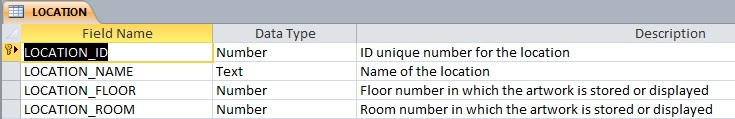 LOCATION
Field Name Data Type Description
LOCATION_ID Number ID unique number for the location
LOCATION_NAME Text Name of the location
LOCATION_FLOOR Number Floor number in which the artwork is stored or displayed
LOCATION_ROOM Number Room number in which the artwork is stored or displayed